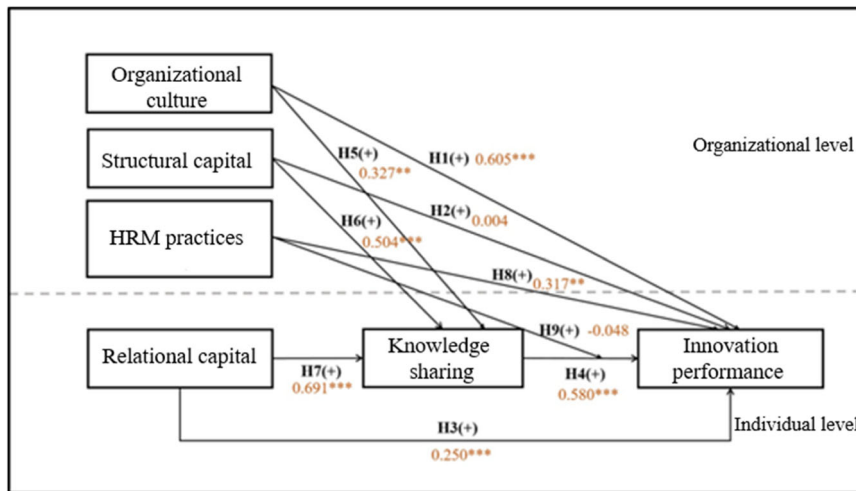 Organizational
culture
Structural capital
HRM practices
Organizational level
H5(+)
0.327**
H1(+) 0.605***
H2(+) 0.004
H6(+)
0.504***
H8(+)
0.317**
H9(+) -0.048
Relational capital
Knowledge
sharing
Innovation
performance
H7(+)
0.691***
H4(+)
0.580***
H3(+)
0.250***
Individual level